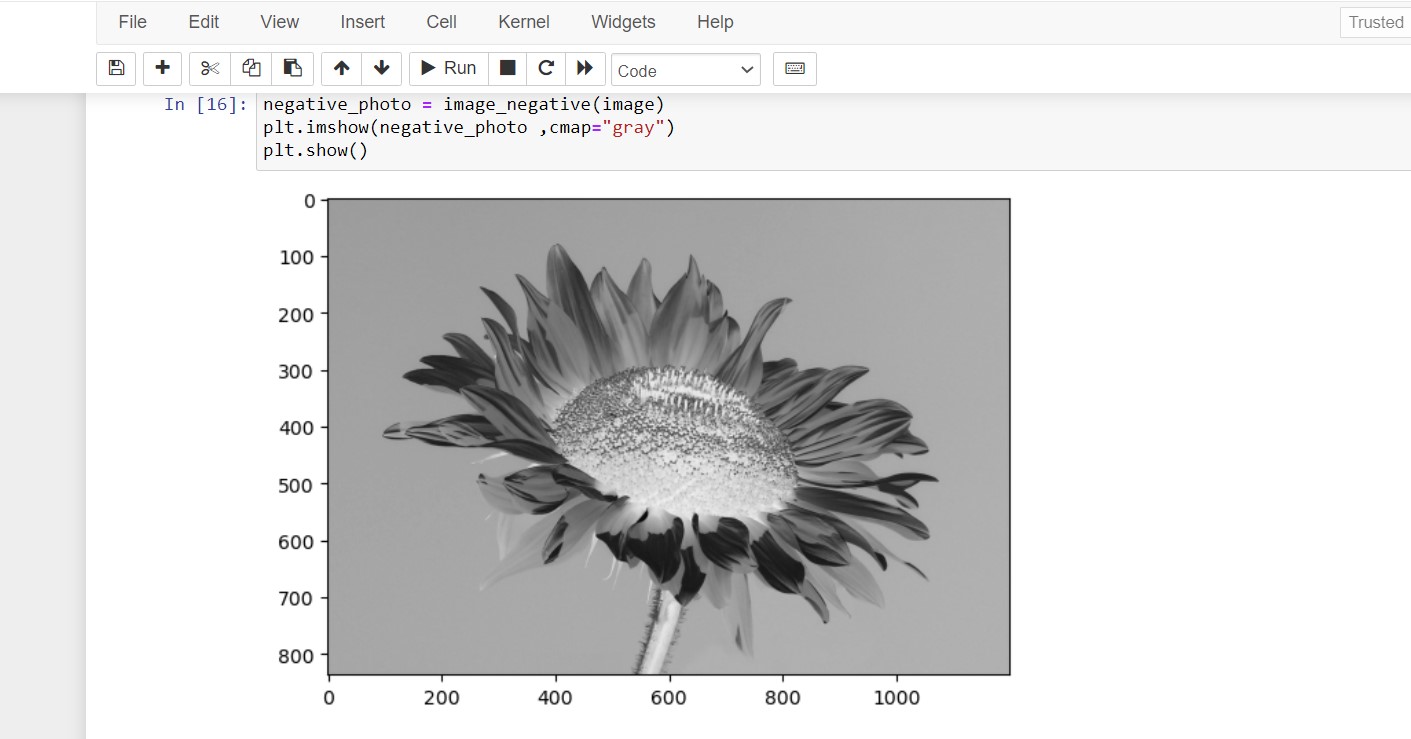 File Edit View Insert Cell Kernel Widgets Help Trusted
Run Code
In [16]: negative_photo = image_negative(image)
plt.imshow(negative_photo ,cmap="gray")
plt.show()
0
100
200
300
400
500
600
700
800
0 200 400 600 800 1000